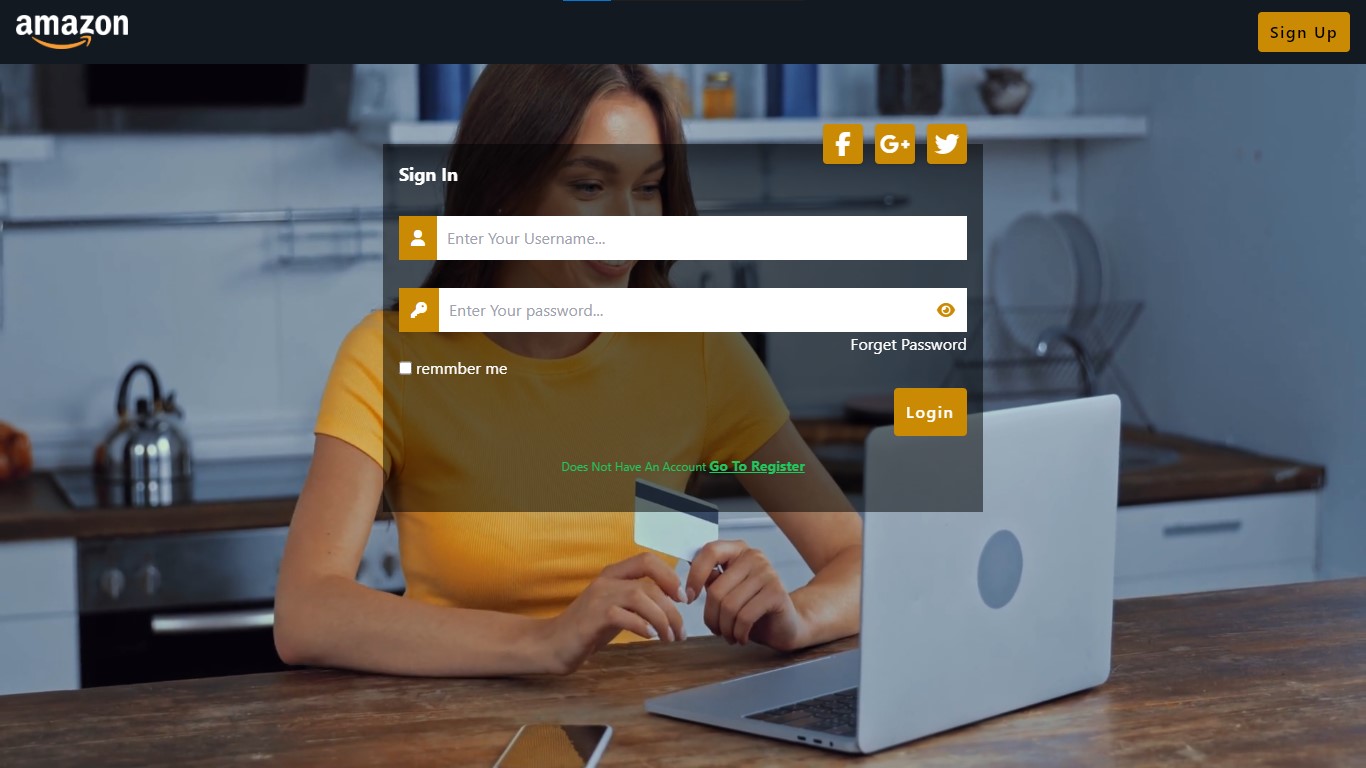 amazon
Sign Up
Sign In
Enter Your Username...
Enter Your password...
Forget Password
remmber me
Login
Does Not Have An Account Go To Register